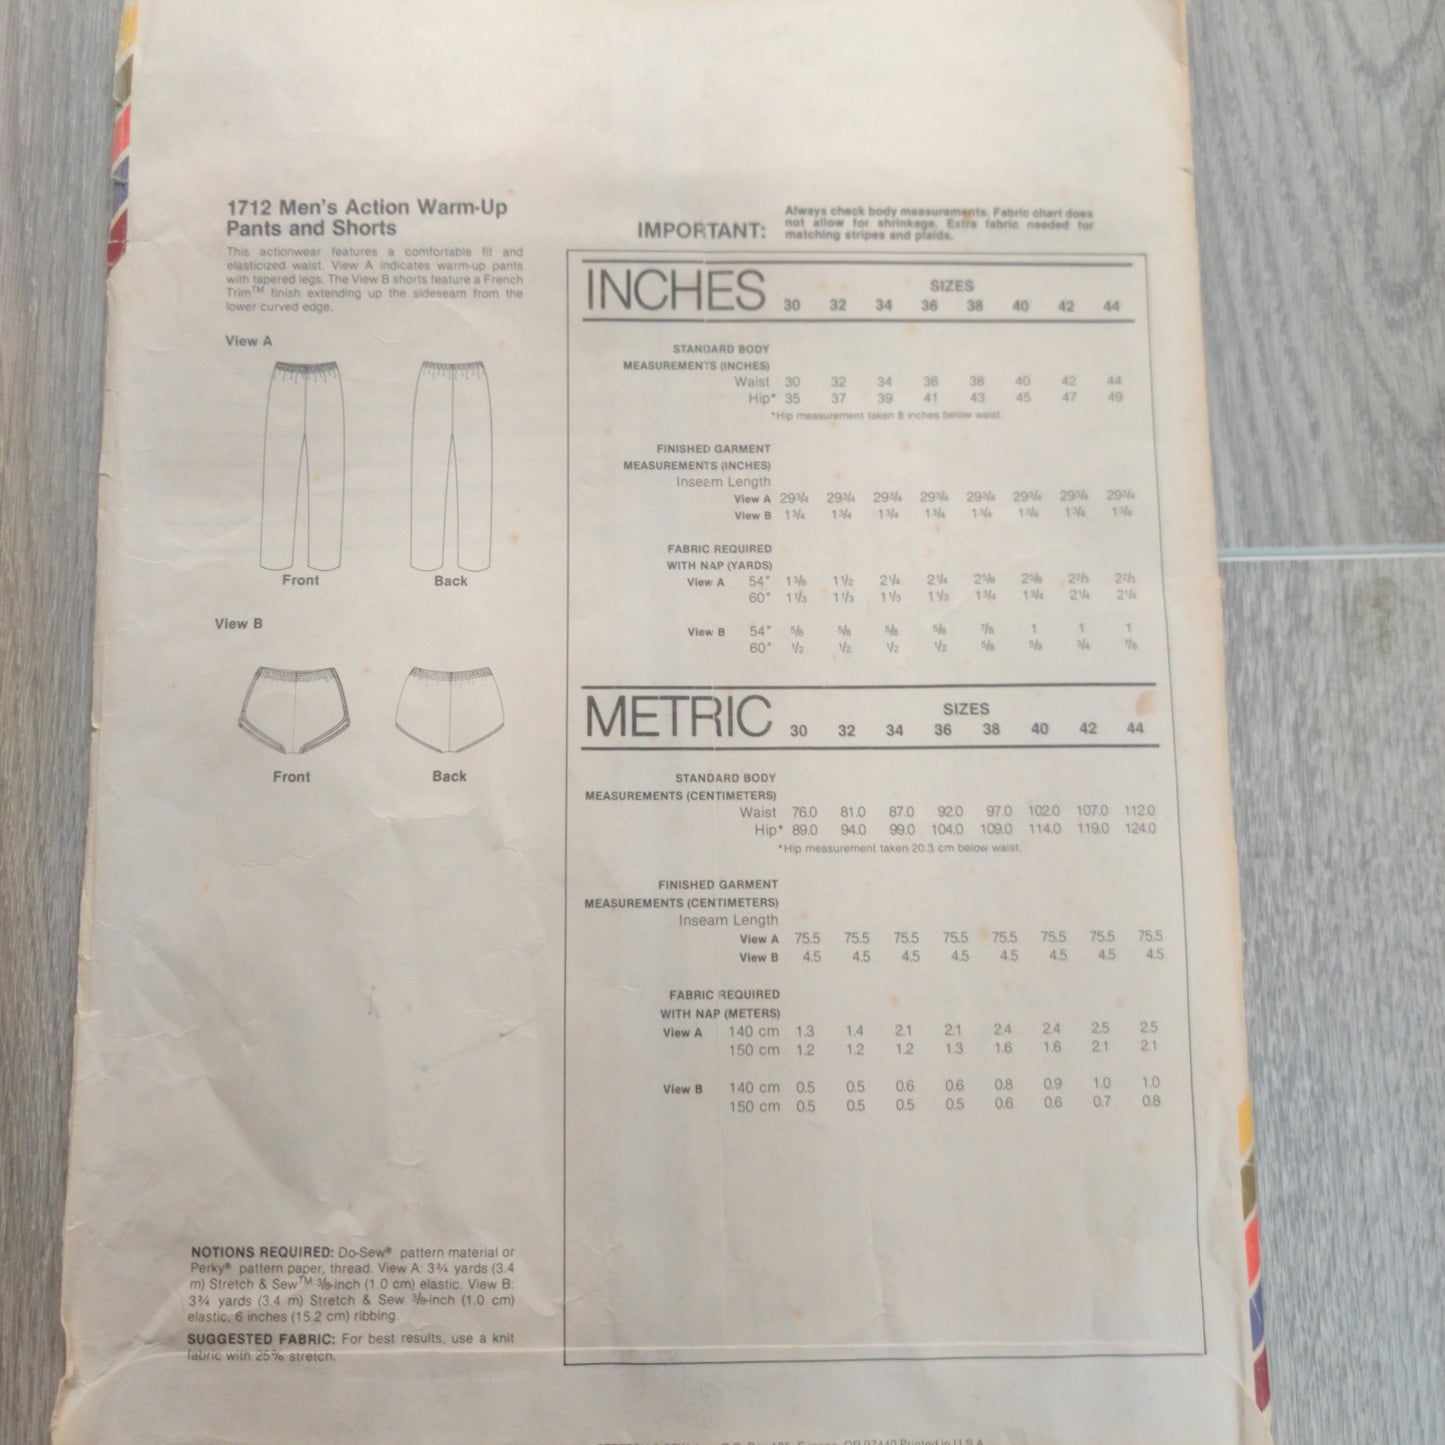 1712 Men's Action Warm-Up
Pants and Shorts
This actionwear features a comfortable fit and
elasticized waist. View A indicates warm-up pants
with tapered legs. The View B shorts feature a French
Trim™ finish extending up the sideseam from the
lower curved edge.
View A
Front Back
View B
Front Back
NOTIONS REQUIRED: Do-Sew® pattern material or
Perky® pattern paper, thread. View A: 3¾ yards (3.4
m) Stretch & Sew™ ⅜-inch (1.0 cm) elastic. View B:
3¾ yards (3.4 m) Stretch & Sew ⅜-inch (1.0 cm)
elastic, 6 inches (15.2 cm) ribbing.
SUGGESTED FABRIC: For best results, use a knit
fabric with 25% stretch.
IMPORTANT: Always check body measurements. Fabric chart does
not allow for shrinkage. Extra fabric needed for
matching stripes and plaids.
INCHES SIZES
30 32 34 36 38 40 42 44
STANDARD BODY
MEASUREMENTS (INCHES)
Waist 30 32 34 36 38 40 42 44
Hip* 35 37 39 41 43 45 47 49
*Hip measurement taken 8 inches below waist.
FINISHED GARMENT
MEASUREMENTS (INCHES)
Inseam Length
View A 29¾ 29¾ 29¾ 29¾ 29¾ 29¾ 29¾ 29¾
View B 1¾ 1¾ 1¾ 1¾ 1¾ 1¾ 1¾ 1¾
FABRIC REQUIRED
WITH NAP (YARDS)
View A 54" 1⅜ 1½ 2¼ 2¼ 2⅝ 2⅝ 2⅔ 2⅔
60" 1⅓ 1⅓ 1⅓ 1⅓ 1¾ 1¾ 2¼ 2¼
View B 54" ⅝ ⅝ ⅝ ⅝ ⅞ 1 1 1
60" ½ ½ ½ ½ ⅝ ⅝ ¾ ⅞
METRIC SIZES
30 32 34 36 38 40 42 44
STANDARD BODY
MEASUREMENTS (CENTIMETERS)
Waist 76.0 81.0 87.0 92.0 97.0 102.0 107.0 112.0
Hip* 89.0 94.0 99.0 104.0 109.0 114.0 119.0 124.0
*Hip measurement taken 20.3 cm below waist.
FINISHED GARMENT
MEASUREMENTS (CENTIMETERS)
Inseam Length
View A 75.5 75.5 75.5 75.5 75.5 75.5 75.5 75.5
View B 4.5 4.5 4.5 4.5 4.5 4.5 4.5 4.5
FABRIC REQUIRED
WITH NAP (METERS)
View A 140 cm 1.3 1.4 2.1 2.1 2.4 2.4 2.5 2.5
150 cm 1.2 1.2 1.2 1.3 1.6 1.6 2.1 2.1
View B 140 cm 0.5 0.5 0.6 0.6 0.8 0.9 1.0 1.0
150 cm 0.5 0.5 0.5 0.5 0.6 0.6 0.7 0.8
Eugene, OR 97440 Printed in U.S.A.